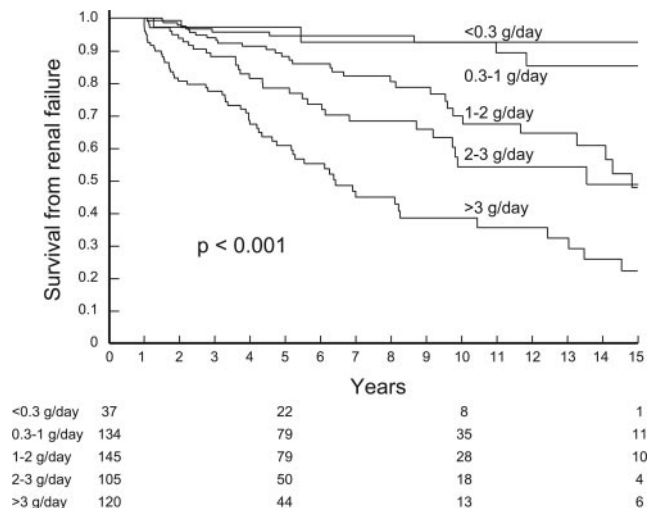 1.0
0.9
0.8
0.7
0.6
0.5
0.4
0.3
0.2
0.1
0
Survival from renal failure
<0.3 g/day
0.3-1 g/day
1-2 g/day
2-3 g/day
>3 g/day
p < 0.001
0 1 2 3 4 5 6 7 8 9 10 11 12 13 14 15
Years
<0.3 g/day 37 22 8 1
0.3-1 g/day 134 79 35 11
1-2 g/day 145 79 28 10
2-3 g/day 105 50 18 4
>3 g/day 120 44 13 6